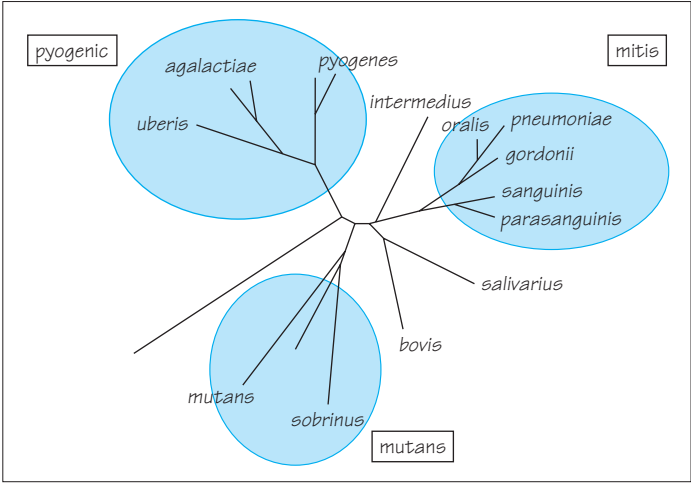 pyogenic
agalactiae
pyogenes
uberis
intermedius
mitis
oralis
pneumoniae
gordonii
sanguinis
parasanguinis
salivarius
bovis
mutans
sobrinus
mutans